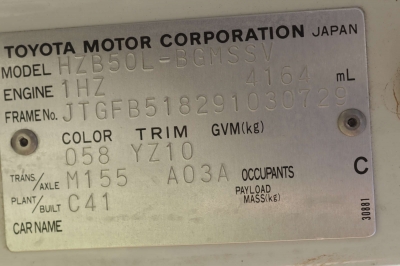 TOYOTA MOTOR CORPORATION JAPAN
MODEL HZB50L-BGMSSV
ENGINE 1HZ 4164 mL
FRAME No. JTGFB518291030729
COLOR TRIM GVM(kg)
058 YZ10
TRANS/AXLE M155 A03A OCCUPANTS C
PLANT/BUILT C41 PAYLOAD MASS(kg)
CAR NAME
30881